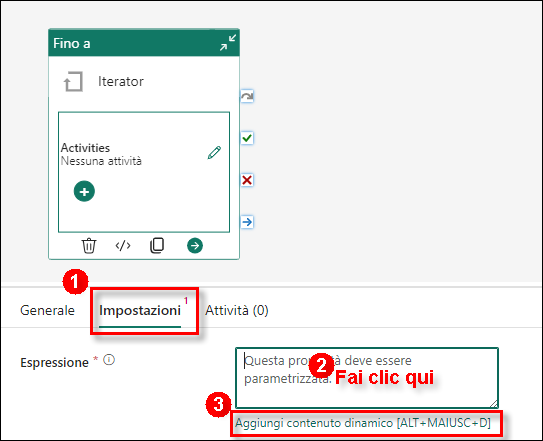 Fino a
Iterator
Activities
Nessuna attività
1
Generale
Impostazioni 1
Attività (0)
Espressione *
Questa proprietà deve essere
parametrizzata.
2 Fai clic qui
3
Aggiungi contenuto dinamico [ALT+MAIUSC+D]